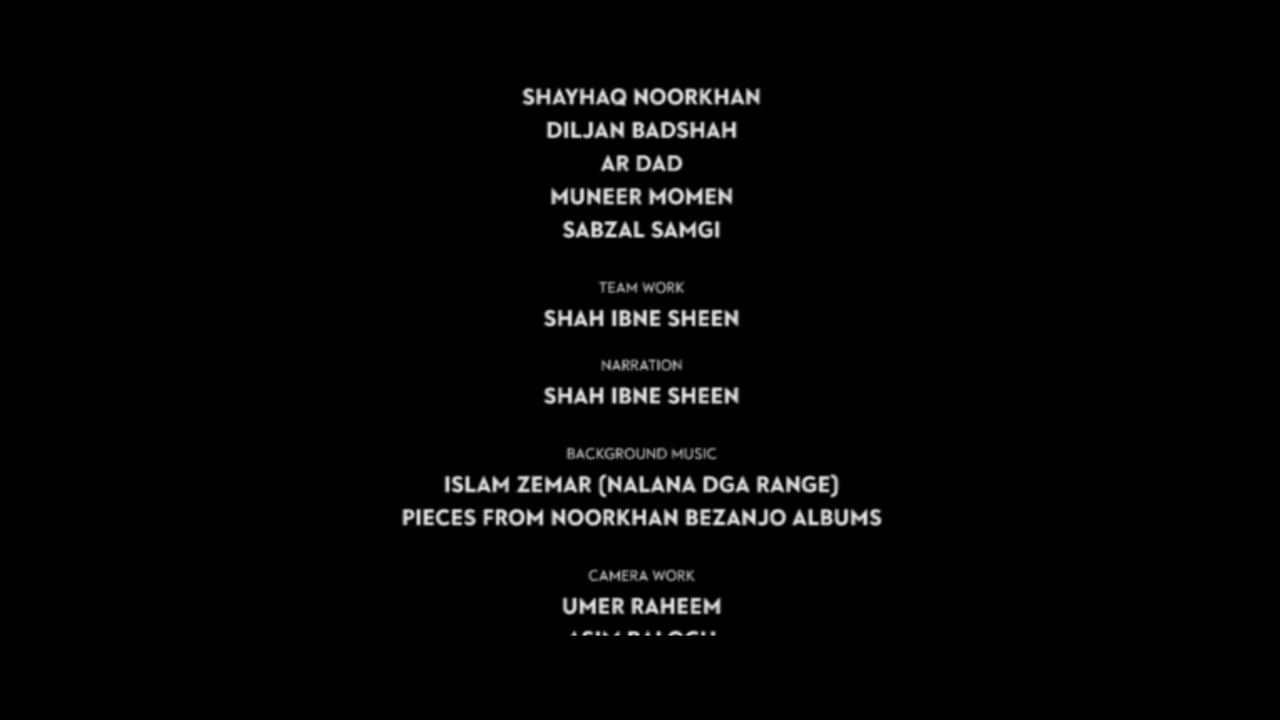 SHAYHAQ NOORKHAN
DILJAN BADSHAH
AR DAD
MUNEER MOMEN
SABZAL SAMGI
TEAM WORK
SHAH IBNE SHEEN
NARRATION
SHAH IBNE SHEEN
BACKGROUND MUSIC
ISLAM ZEMAR (NALANA DGA RANGE)
PIECES FROM NOORKHAN BEZANJO ALBUMS
CAMERA WORK
UMER RAHEEM